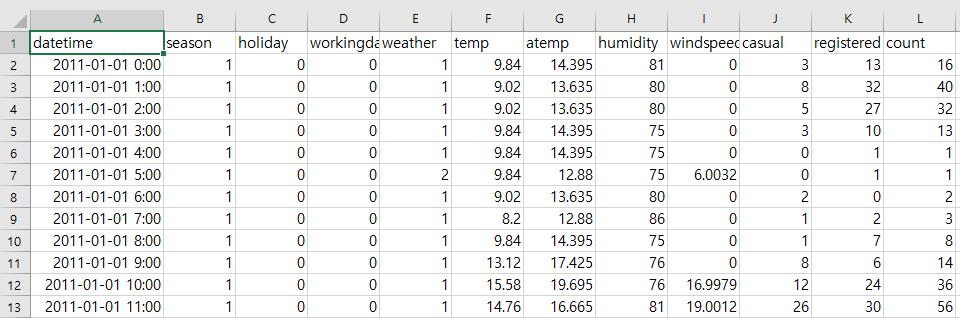 A B C D E F G H I J K L
1 datetime season holiday workingda weather temp atemp humidity windspeed casual registered count
2 2011-01-01 0:00 1 0 0 1 9.84 14.395 81 0 3 13 16
3 2011-01-01 1:00 1 0 0 1 9.02 13.635 80 0 8 32 40
4 2011-01-01 2:00 1 0 0 1 9.02 13.635 80 0 5 27 32
5 2011-01-01 3:00 1 0 0 1 9.84 14.395 75 0 3 10 13
6 2011-01-01 4:00 1 0 0 1 9.84 14.395 75 0 0 1 1
7 2011-01-01 5:00 1 0 0 2 9.84 12.88 75 6.0032 0 1 1
8 2011-01-01 6:00 1 0 0 1 9.02 13.635 80 0 2 0 2
9 2011-01-01 7:00 1 0 0 1 8.2 12.88 86 0 1 2 3
10 2011-01-01 8:00 1 0 0 1 9.84 14.395 75 0 1 7 8
11 2011-01-01 9:00 1 0 0 1 13.12 17.425 76 0 8 6 14
12 2011-01-01 10:00 1 0 0 1 15.58 19.695 76 16.9979 12 24 36
13 2011-01-01 11:00 1 0 0 1 14.76 16.665 81 19.0012 26 30 56